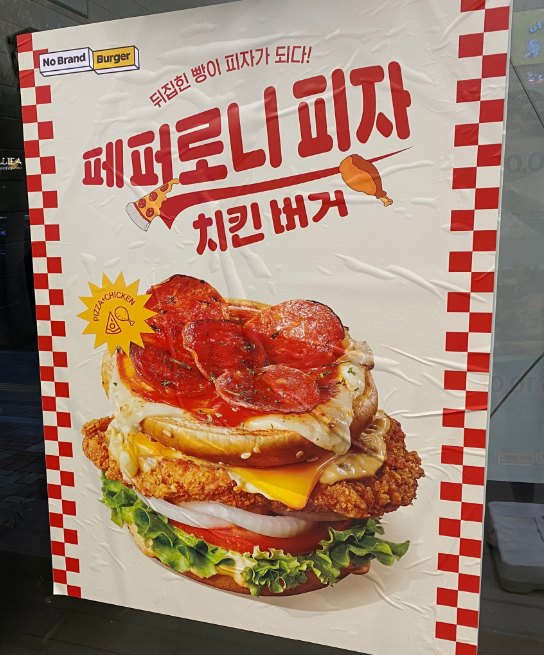 No Brand Burger
뒤집힌 빵이 피자가 되다!
페퍼로니 피자
치킨 버거
PIZZA+CHICKEN